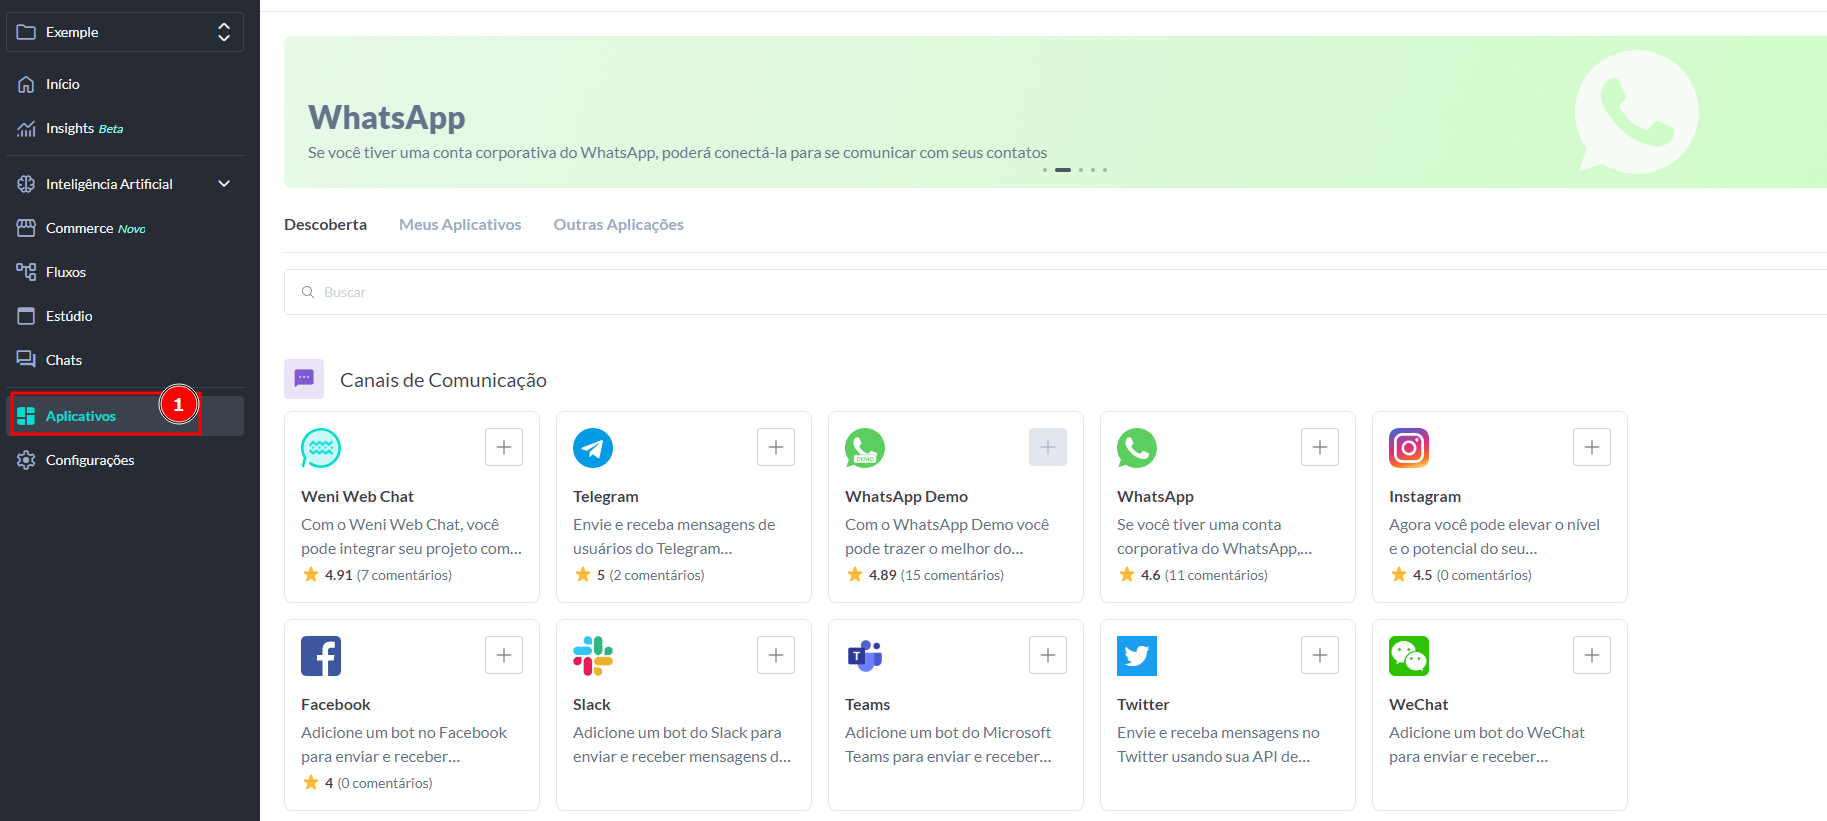 Exemple
Início
Insights Beta
Inteligência Artificial
Commerce Novo
Fluxos
Estúdio
Chats
Aplicativos
1
Configurações
WhatsApp
Se você tiver uma conta corporativa do WhatsApp, poderá conectá-la para se comunicar com seus contatos
Descoberta Meus Aplicativos Outras Aplicações
Buscar
Canais de Comunicação
Weni Web Chat
Com o Weni Web Chat, você
pode integrar seu projeto com...
4.91 (7 comentários)
Telegram
Envie e receba mensagens de
usuários do Telegram...
5 (2 comentários)
DEMO
WhatsApp Demo
Com o WhatsApp Demo você
pode trazer o melhor do...
4.89 (15 comentários)
WhatsApp
Se você tiver uma conta
corporativa do WhatsApp,...
4.6 (11 comentários)
Instagram
Agora você pode elevar o nível
e o potencial do seu...
4.5 (0 comentários)
Facebook
Adicione um bot no Facebook
para enviar e receber...
4 (0 comentários)
Slack
Adicione um bot do Slack para
enviar e receber mensagens d...
T
Teams
Adicione um bot do Microsoft
Teams para enviar e receber...
Twitter
Envie e receba mensagens no
Twitter usando sua API de...
WeChat
Adicione um bot do WeChat
para enviar e receber...